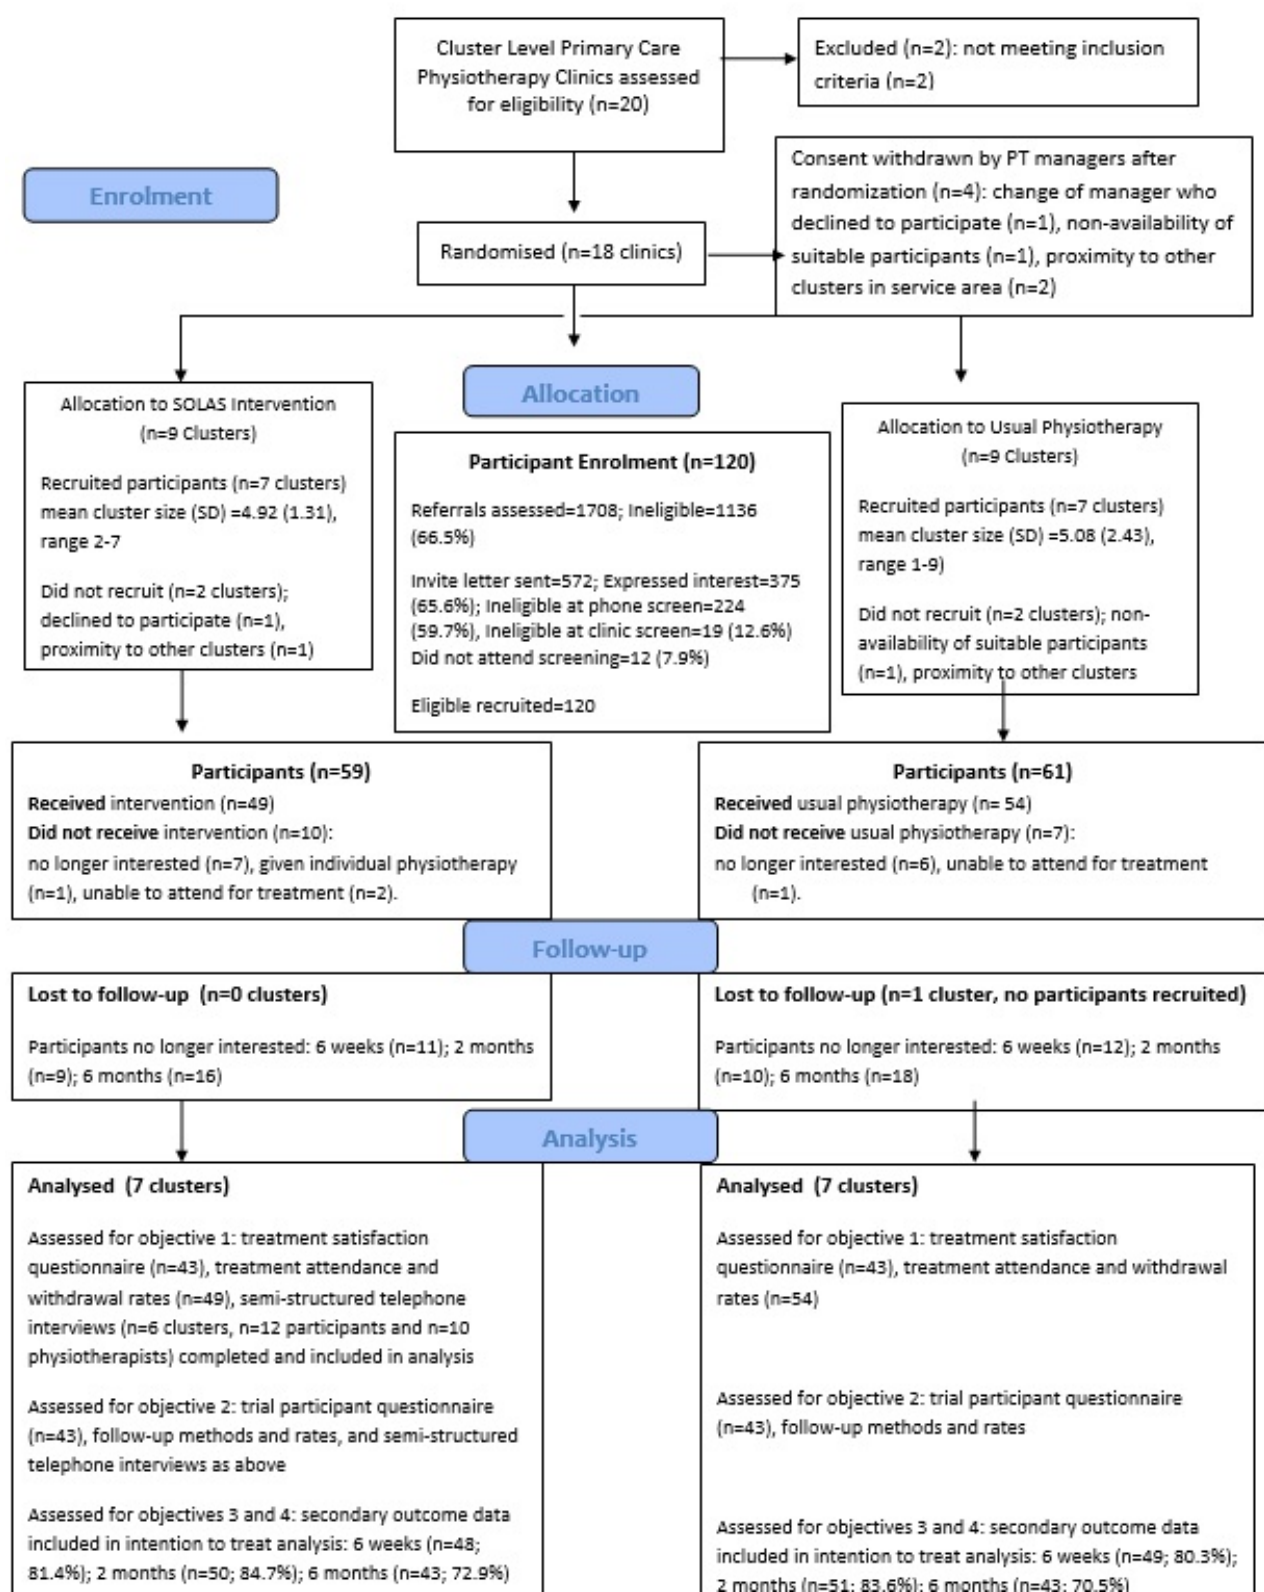 Cluster Level Primary Care
Physiotherapy Clinics assessed
for eligibility (n=20)
Excluded (n=2): not meeting inclusion
criteria (n=2)
Enrolment
Consent withdrawn by PT managers after
randomization (n=4): change of manager who
declined to participate (n=1), non-availability of
suitable participants (n=1), proximity to other
clusters in service area (n=2)
Randomised (n=18 clinics)
Allocation to SOLAS Intervention
(n=9 Clusters)
Recruited participants (n=7 clusters)
mean cluster size (SD) =4.92 (1.31),
range 2-7
Did not recruit (n=2 clusters);
declined to participate (n=1),
proximity to other clusters (n=1)
Allocation
Participant Enrolment (n=120)
Referrals assessed=1708; Ineligible=1136
(66.5%)
Invite letter sent=572; Expressed interest=375
(65.6%); Ineligible at phone screen=224
(59.7%), Ineligible at clinic screen=19 (12.6%)
Did not attend screening=12 (7.9%)
Eligible recruited=120
Allocation to Usual Physiotherapy
(n=9 Clusters)
Recruited participants (n=7 clusters)
mean cluster size (SD) =5.08 (2.43),
range 1-9)
Did not recruit (n=2 clusters); non-
availability of suitable participants
(n=1), proximity to other clusters
Participants (n=59)
Received intervention (n=49)
Did not receive intervention (n=10):
no longer interested (n=7), given individual physiotherapy
(n=1), unable to attend for treatment (n=2).
Participants (n=61)
Received usual physiotherapy (n= 54)
Did not receive usual physiotherapy (n=7):
no longer interested (n=6), unable to attend for treatment
(n=1).
Follow-up
Lost to follow-up (n=0 clusters)
Participants no longer interested: 6 weeks (n=11); 2 months
(n=9); 6 months (n=16)
Lost to follow-up (n=1 cluster, no participants recruited)
Participants no longer interested: 6 weeks (n=12); 2 months
(n=10); 6 months (n=18)
Analysis
Analysed (7 clusters)
Assessed for objective 1: treatment satisfaction
questionnaire (n=43), treatment attendance and
withdrawal rates (n=49), semi-structured telephone
interviews (n=6 clusters, n=12 participants and n=10
physiotherapists) completed and included in analysis
Assessed for objective 2: trial participant questionnaire
(n=43), follow-up methods and rates, and semi-structured
telephone interviews as above
Assessed for objectives 3 and 4: secondary outcome data
included in intention to treat analysis: 6 weeks (n=48;
81.4%); 2 months (n=50; 84.7%); 6 months (n=43; 72.9%)
Analysed (7 clusters)
Assessed for objective 1: treatment satisfaction
questionnaire (n=43), treatment attendance and withdrawal
rates (n=54)
Assessed for objective 2: trial participant questionnaire
(n=43), follow-up methods and rates
Assessed for objectives 3 and 4: secondary outcome data
included in intention to treat analysis: 6 weeks (n=49; 80.3%);
2 months (n=51; 83.6%); 6 months (n=43; 70.5%)